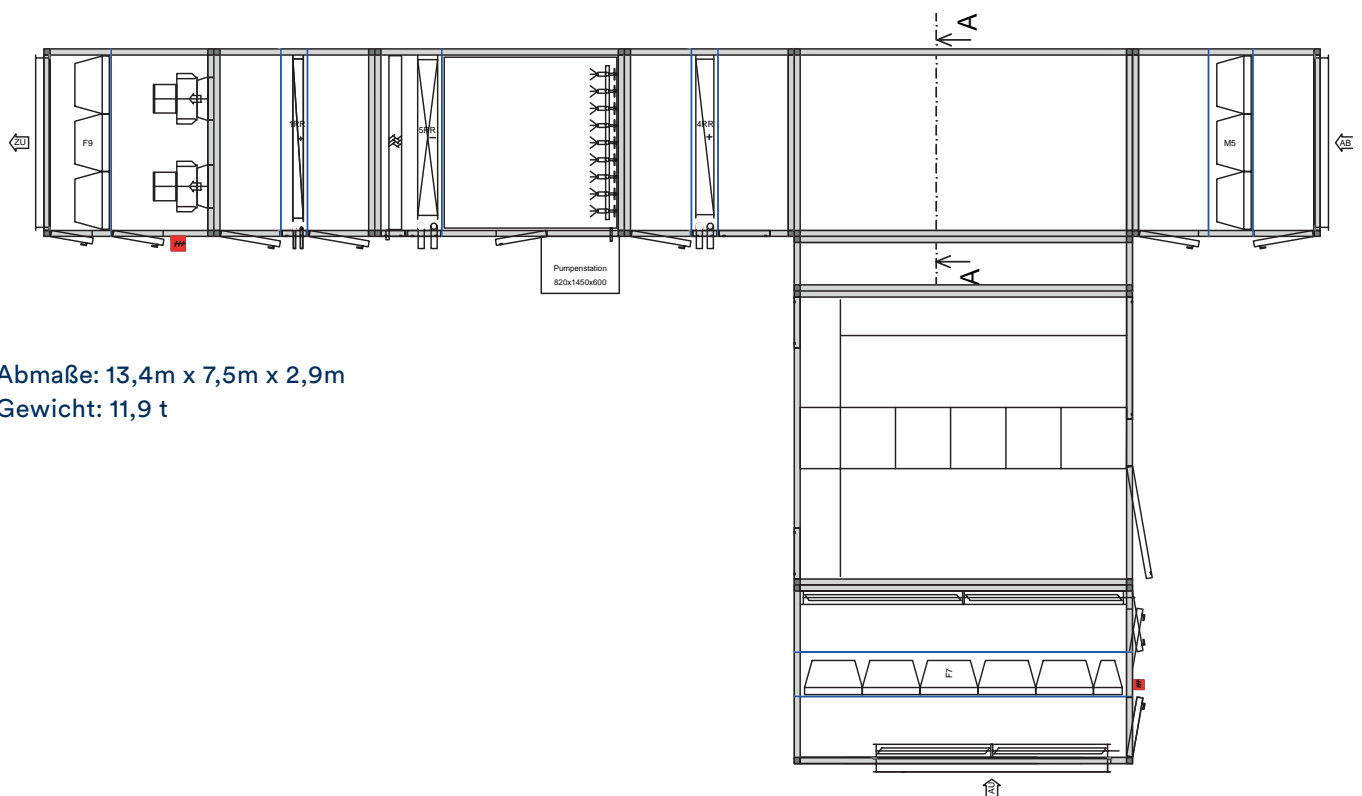 A
ZU
F9
1RR
+
5RR
-
4RR
+
M5
AB
Pumpenstation
820x1450x600
A
Abmaße: 13,4m x 7,5m x 2,9m
Gewicht: 11,9 t
F7
AU